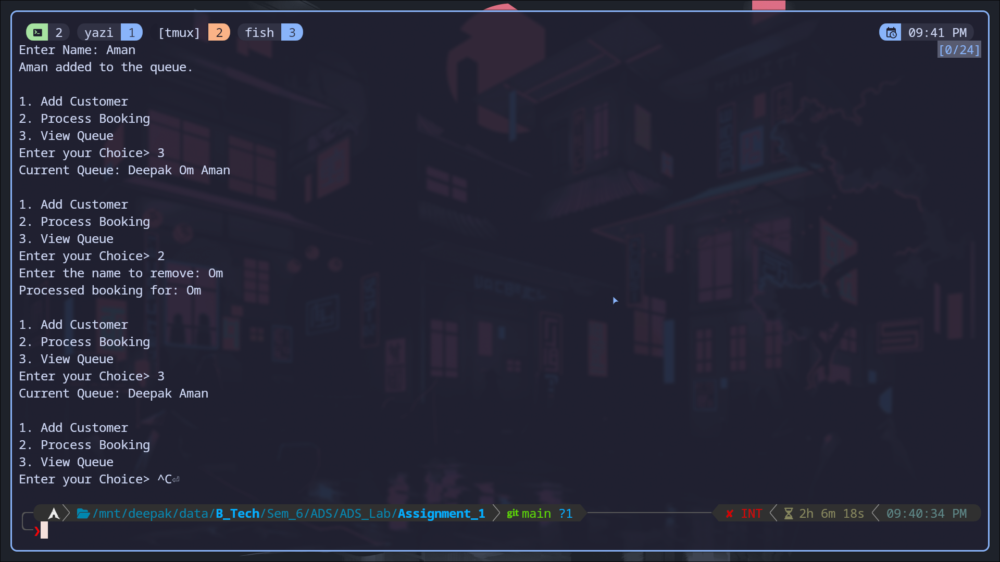 2 yazi 1 [tmux] 2 fish 3 09:41 PM
Enter Name: Aman [0/24]
Aman added to the queue.
1. Add Customer
2. Process Booking
3. View Queue
Enter your Choice> 3
Current Queue: Deepak Om Aman
1. Add Customer
2. Process Booking
3. View Queue
Enter your Choice> 2
Enter the name to remove: Om
Processed booking for: Om
1. Add Customer
2. Process Booking
3. View Queue
Enter your Choice> 3
Current Queue: Deepak Aman
1. Add Customer
2. Process Booking
3. View Queue
Enter your Choice> ^C⏎
/mnt/deepak/data/B_Tech/Sem_6/ADS/ADS_Lab/Assignment_1 git main ?1 ✘ INT 2h 6m 18s 09:40:34 PM
❯